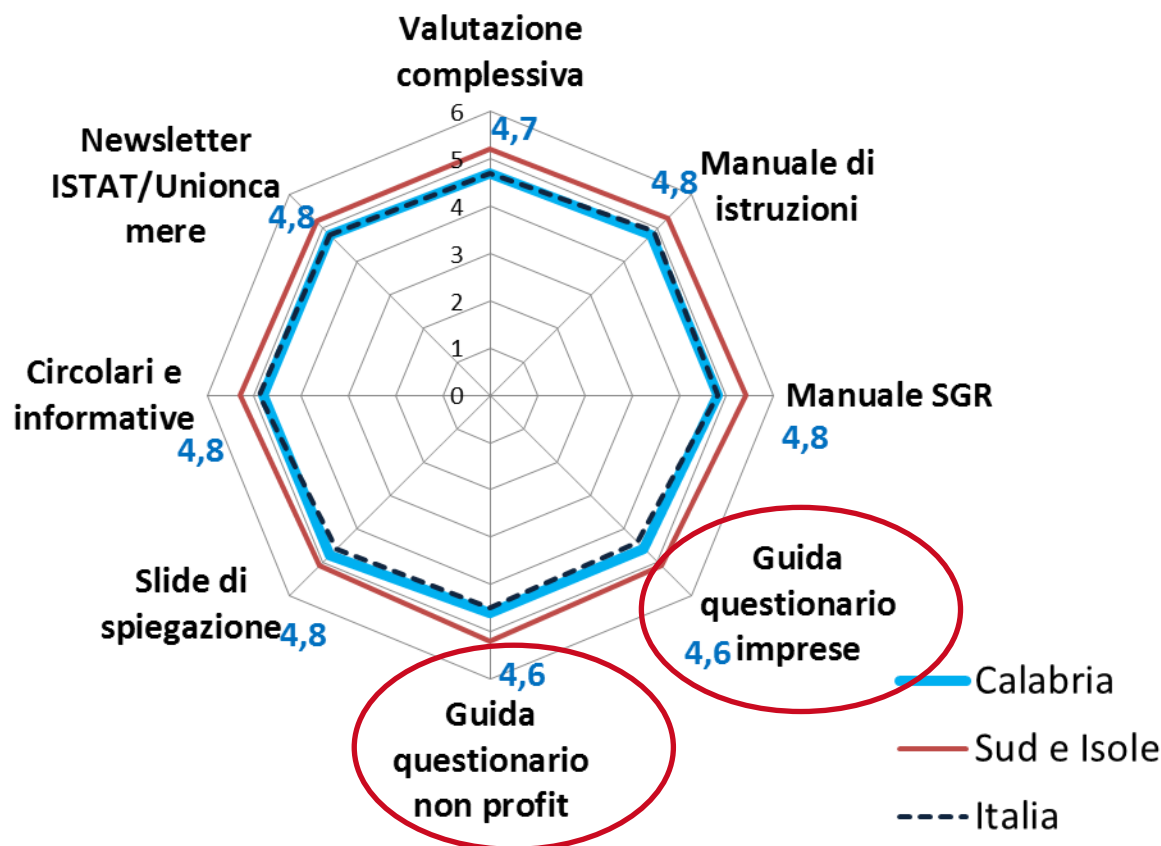 Valutazione
complessiva
6
4,7
5
4
3
2
1
0
Manuale di
istruzioni
4,8
Manuale SGR
4,8
Guida
questionario
imprese
4,6
4,6
Guida
questionario
non profit
Slide di
spiegazione
4,8
Circolari e
informative
4,8
Newsletter
ISTAT/Unionca
mere
4,8
Calabria
Sud e Isole
Italia